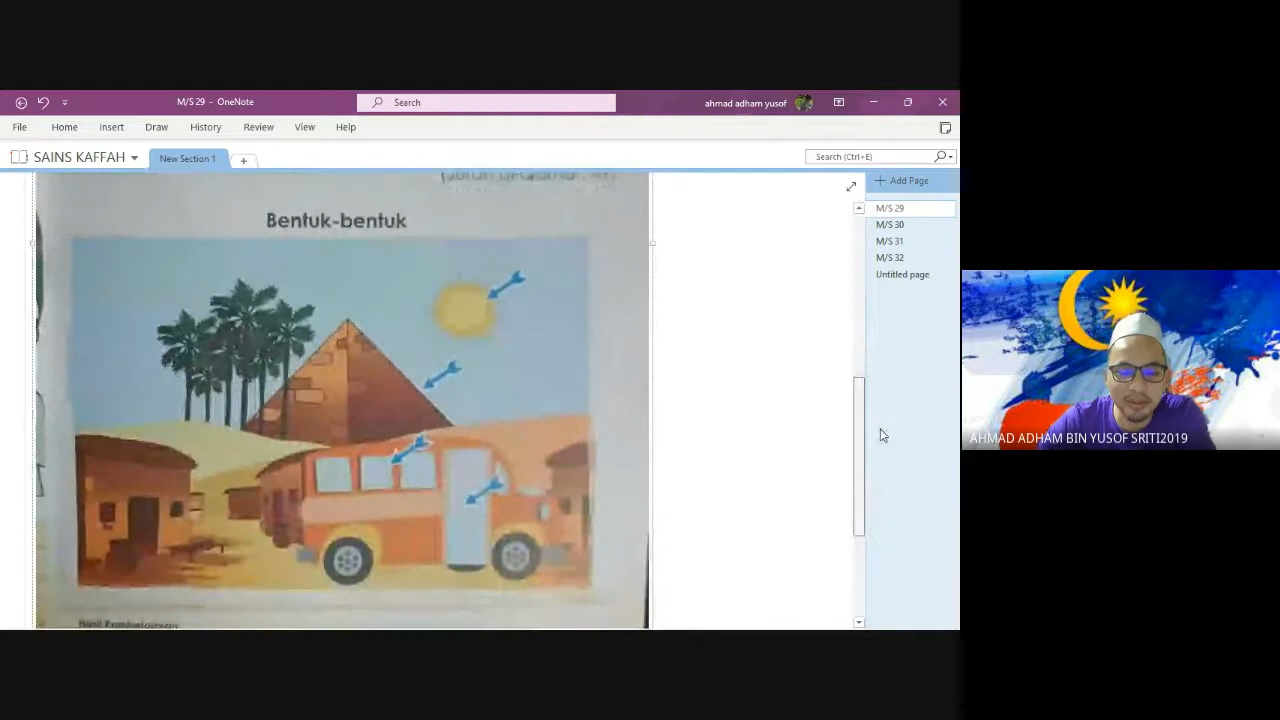 M/S 29 - OneNote
Search
ahmad adham yusof
File
Home
Insert
Draw
History
Review
View
Help
SAINS KAFFAH
New Section 1
Search (Ctrl+E)
Add Page
M/S 29
M/S 30
M/S 31
M/S 32
Untitled page
Bentuk-bentuk
AHMAD ADHAM BIN YUSOF SRITI2019